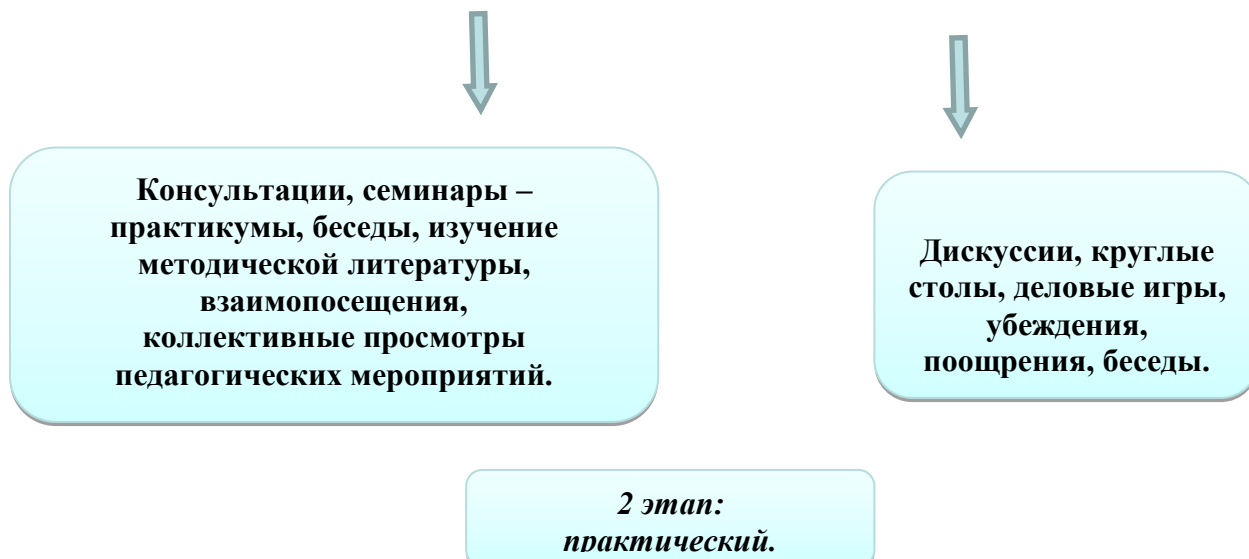 Консультации, семинары –
практикумы, беседы, изучение
методической литературы,
взаимопосещения,
коллективные просмотры
педагогических мероприятий.
Дискуссии, круглые
столы, деловые игры,
убеждения,
поощрения, беседы.
2 этап:
практический.